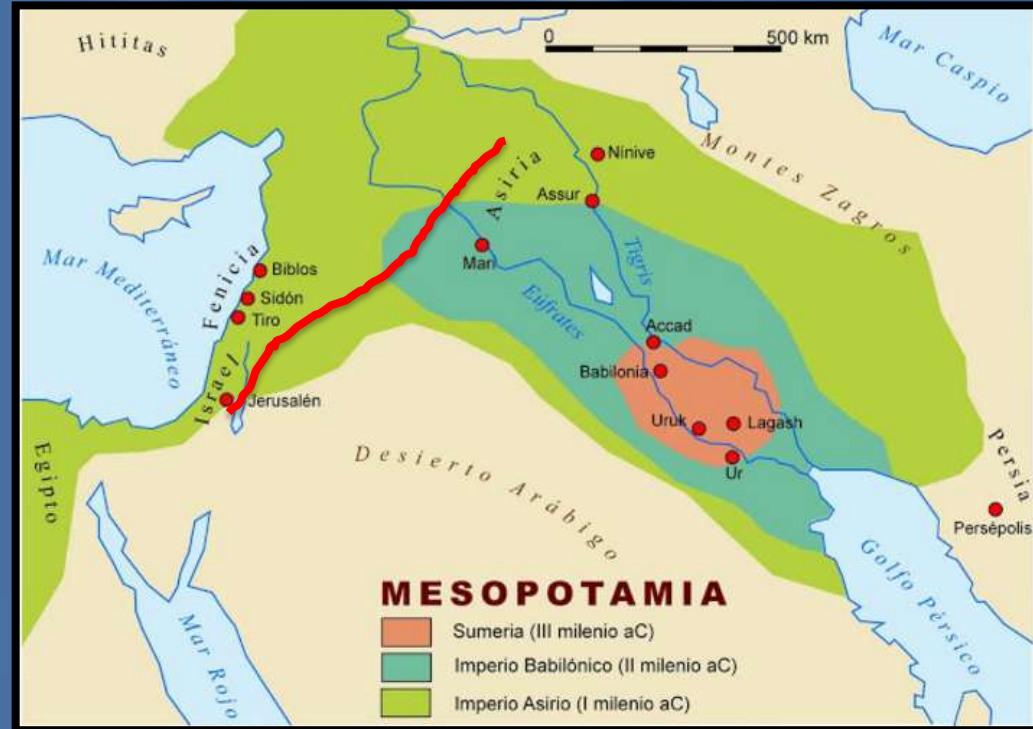 Hititas
0 500 km
Mar Caspio
Montes Zagros
Nínive
Asiria
Assur
Tigris
Mari
Eúfrates
Mar Mediterráneo
Fenicia
Biblos
Sidón
Tiro
Accad
Babilonia
Israel
Jerusalén
Uruk
Lagash
Ur
Egipto
Desierto Arábigo
Persia
Persépolis
Golfo Pérsico
Mar Rojo
MESOPOTAMIA
Sumeria (III milenio aC)
Imperio Babilónico (II milenio aC)
Imperio Asirio (I milenio aC)